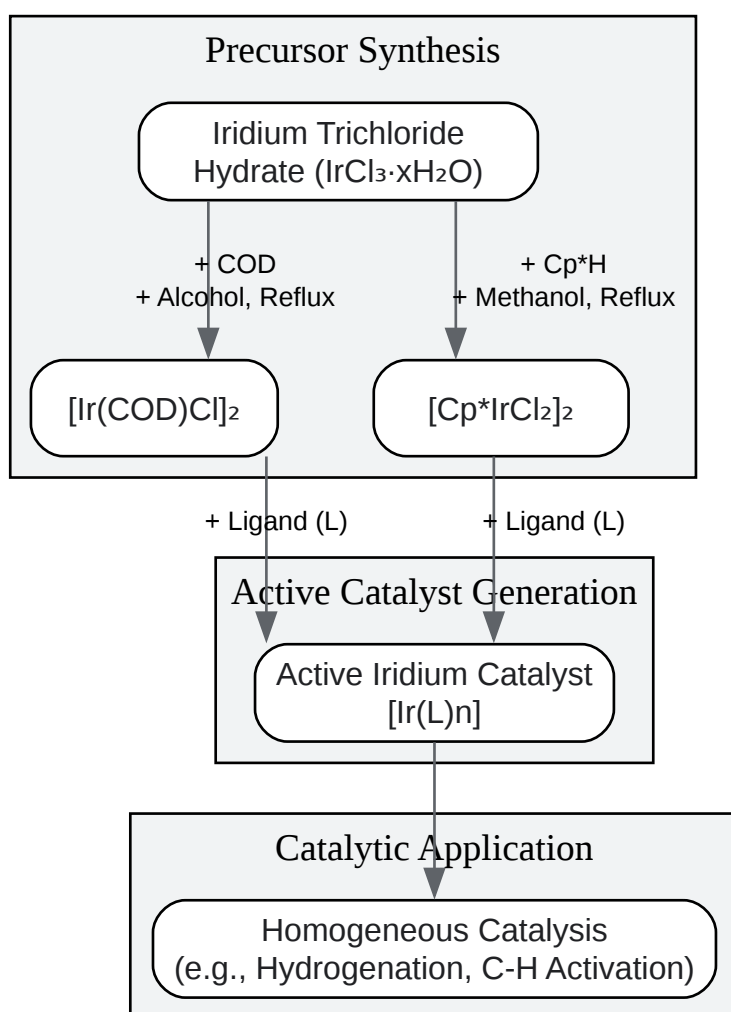 Precursor Synthesis
Iridium Trichloride
Hydrate (IrCl₃·xH₂O)
+ COD
+ Alcohol, Reflux
+ Cp*H
+ Methanol, Reflux
[Ir(COD)Cl]₂
[Cp*IrCl₂]₂
+ Ligand (L)
+ Ligand (L)
Active Catalyst Generation
Active Iridium Catalyst
[Ir(L)n]
Catalytic Application
Homogeneous Catalysis
(e.g., Hydrogenation, C-H Activation)